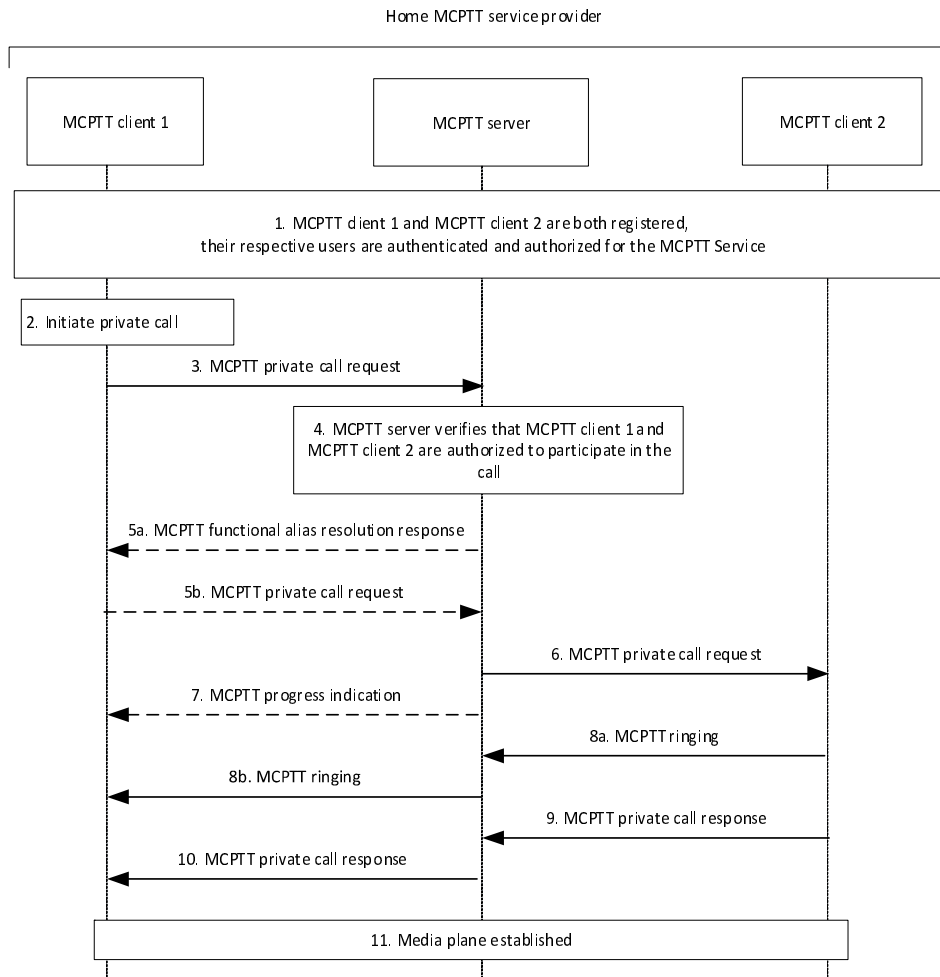 Home MCPTT service provider
MCPTT client 1
MCPTT server
MCPTT client 2
1. MCPTT client 1 and MCPTT client 2 are both registered,
their respective users are authenticated and authorized for the MCPTT Service
2. Initiate private call
3. MCPTT private call request
4. MCPTT server verifies that MCPTT client 1 and
MCPTT client 2 are authorized to participate in the
call
5a. MCPTT functional alias resolution response
5b. MCPTT private call request
6. MCPTT private call request
7. MCPTT progress indication
8a. MCPTT ringing
8b. MCPTT ringing
9. MCPTT private call response
10. MCPTT private call response
11. Media plane established